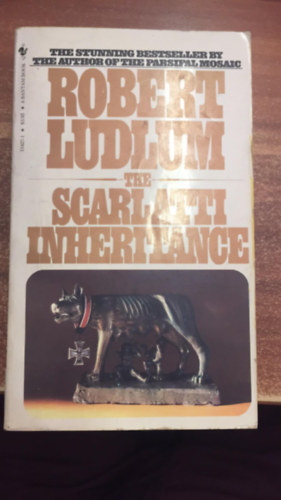 THE STUNNING BESTSELLER BY
THE AUTHOR OF THE PARSIFAL MOSAIC
ROBERT
LUDLUM
THE
SCARLATTI
INHERITANCE